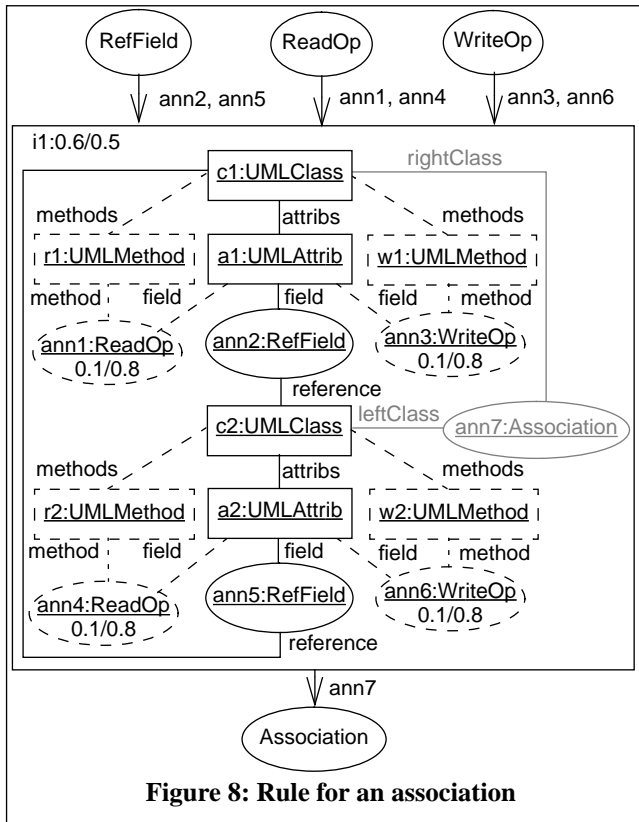 RefField ReadOp WriteOp
ann2, ann5 ann1, ann4 ann3, ann6
i1:0.6/0.5
rightClass
c1:UMLClass
methods attribs methods
r1:UMLMethod a1:UMLAttrib w1:UMLMethod
method field field field method
ann1:ReadOp ann2:RefField ann3:WriteOp
0.1/0.8 0.1/0.8
reference
leftClass
c2:UMLClass ann7:Association
methods attribs methods
r2:UMLMethod a2:UMLAttrib w2:UMLMethod
method field field field method
ann4:ReadOp ann5:RefField ann6:WriteOp
0.1/0.8 0.1/0.8
reference
ann7
Association
Figure 8: Rule for an association